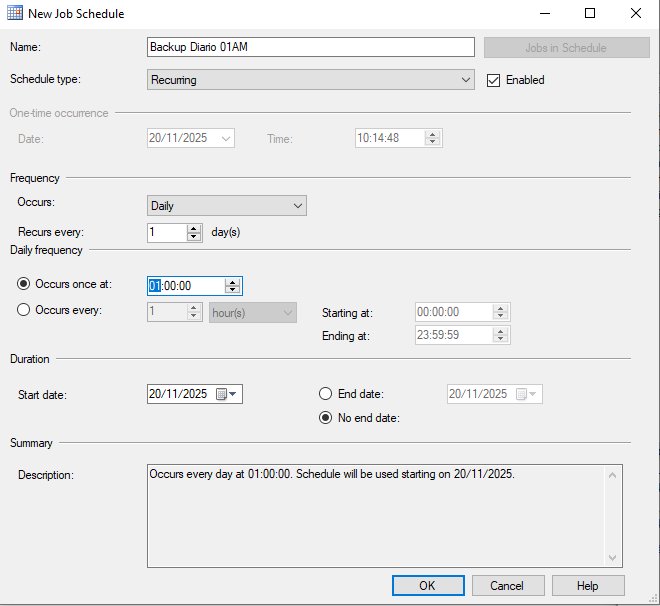 New Job Schedule
Name: Backup Diario 01AM Jobs in Schedule
Schedule type: Recurring Enabled
One-time occurrence
Date: 20/11/2025 Time: 10:14:48
Frequency
Occurs: Daily
Recurs every: 1 day(s)
Daily frequency
Occurs once at: 01:00:00
Occurs every: 1 hour(s) Starting at: 00:00:00
Ending at: 23:59:59
Duration
Start date: 20/11/2025 End date: 20/11/2025
No end date:
Summary
Description: Occurs every day at 01:00:00. Schedule will be used starting on 20/11/2025.
OK Cancel Help